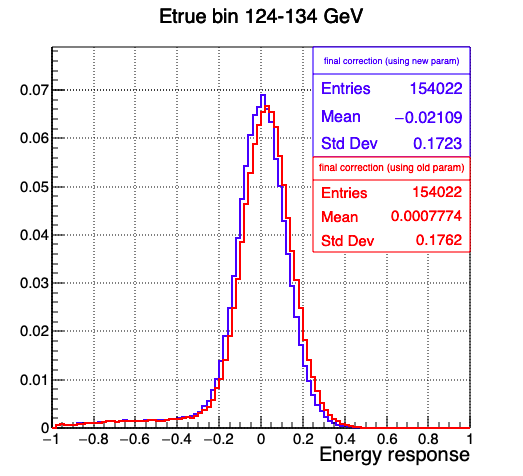 Etrue bin 124-134 GeV
final correction (using new param)
Entries 154022
Mean −0.02109
Std Dev 0.1723
final correction (using old param)
Entries 154022
Mean 0.0007774
Std Dev 0.1762
0.07
0.06
0.05
0.04
0.03
0.02
0.01
0
−1 −0.8 −0.6 −0.4 −0.2 0 0.2 0.4 0.6 0.8 1
Energy response